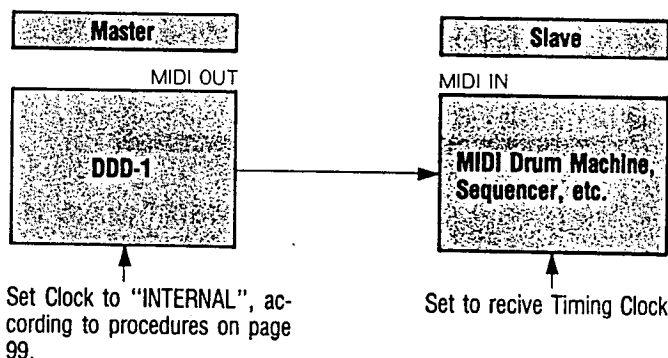 Master
Slave
MIDI OUT
MIDI IN
DDD-1
MIDI Drum Machine,
Sequencer, etc.
Set Clock to “INTERNAL”, ac-
cording to procedures on page
99.
Set to recive Timing Clock